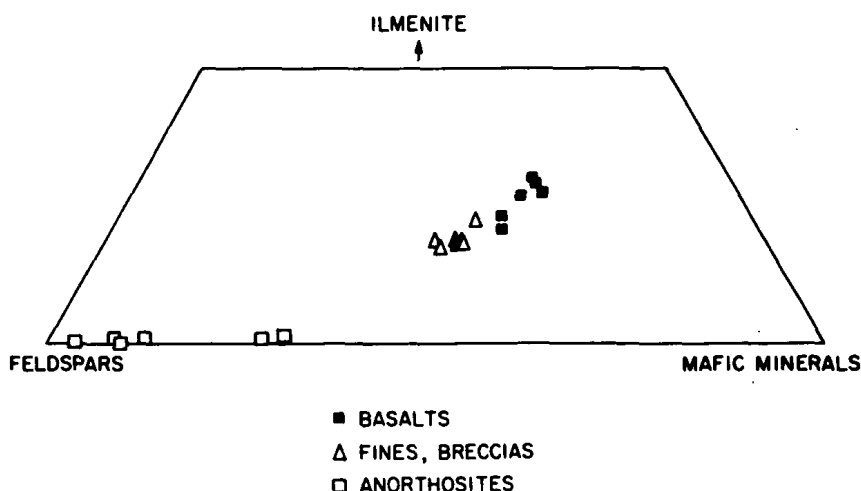 ILMENITE
FELDSPARS
MAFIC MINERALS
BASALTS
FINES, BRECCIAS
ANORTHOSITES